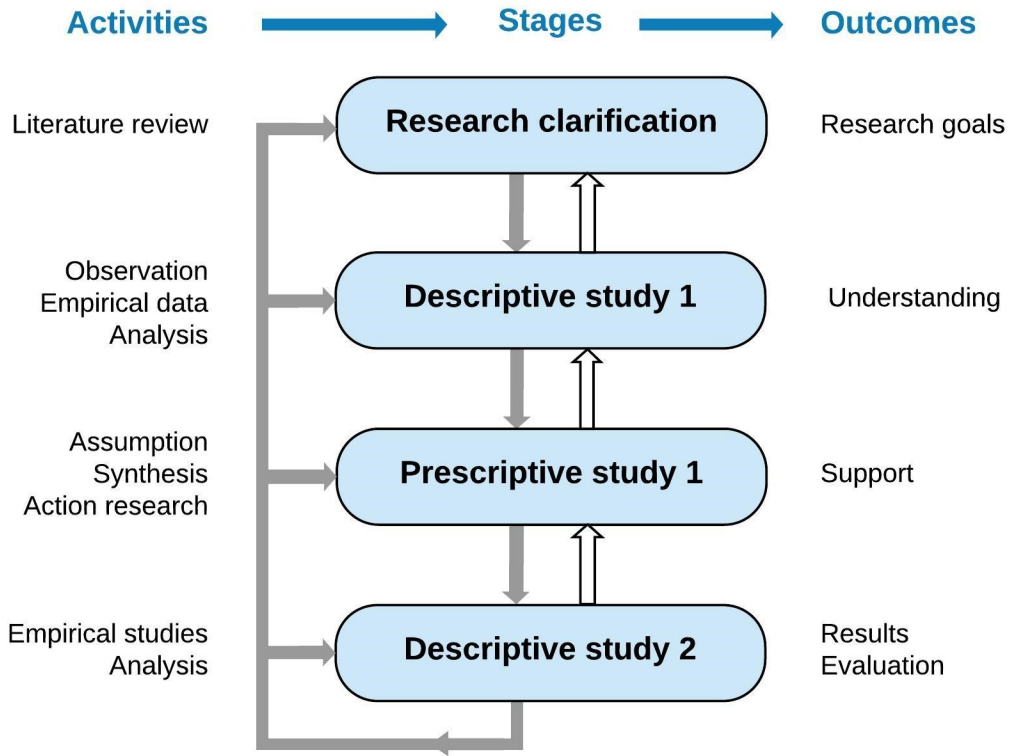 Activities
Stages
Outcomes
Literature review
Research clarification
Research goals
Observation
Empirical data
Analysis
Descriptive study 1
Understanding
Assumption
Synthesis
Action research
Prescriptive study 1
Support
Empirical studies
Analysis
Descriptive study 2
Results
Evaluation